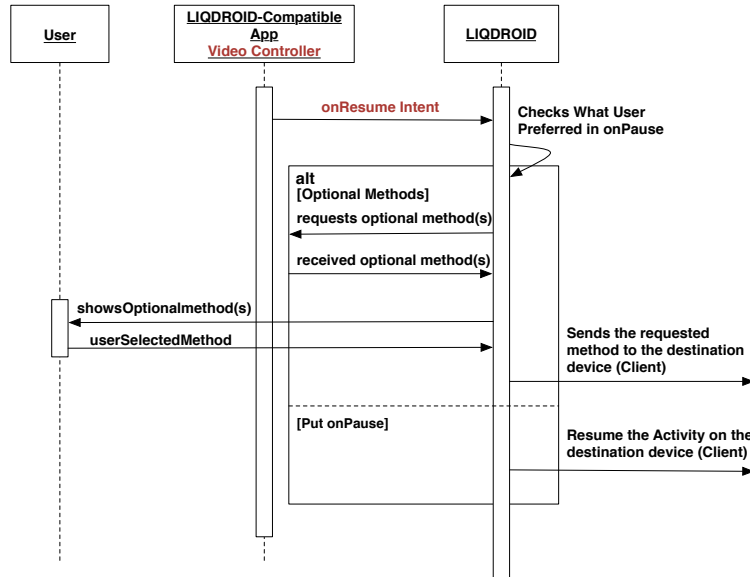 User
LIQDROID-Compatible
App
Video Controller
LIQDROID
onResume Intent
Checks What User
Preferred in onPause
alt
[Optional Methods]
requests optional method(s)
received optional method(s)
showsOptionalmethod(s)
userSelectedMethod
Sends the requested
method to the destination
device (Client)
[Put onPause]
Resume the Activity on the
destination device (Client)